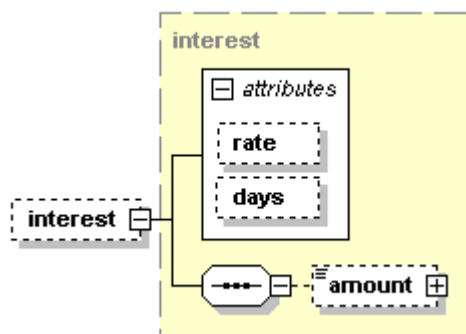 interest
attributes
rate
days
interest
amount